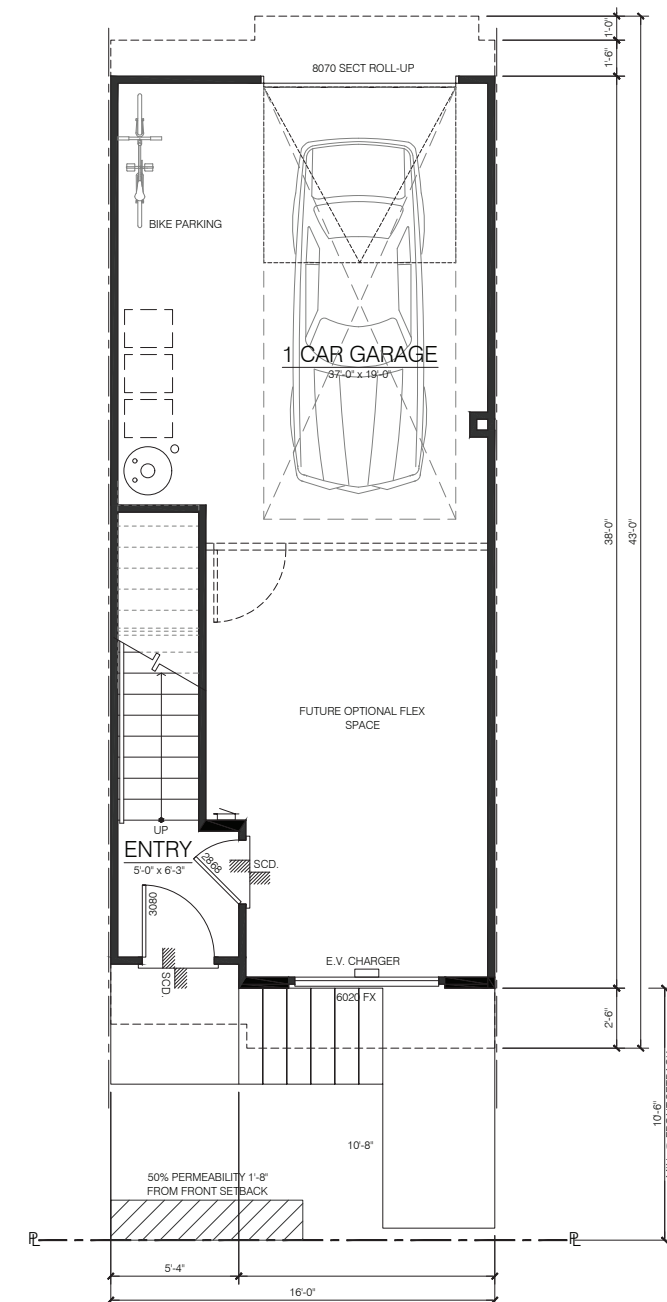 1'-0"
1'-6"
8070 SECT ROLL-UP
BIKE PARKING
1 CAR GARAGE
37'-0" x 19'-0"
38'-0"
43'-0"
FUTURE OPTIONAL FLEX
SPACE
UP
ENTRY
5'-0" x 6'-3"
2868
SCD.
3080
SCD.
E.V. CHARGER
6020 FX
2'-6"
10'-6"
10'-8"
50% PERMEABILITY 1'-8"
FROM FRONT SETBACK
PL
PL
5'-4"
16'-0"